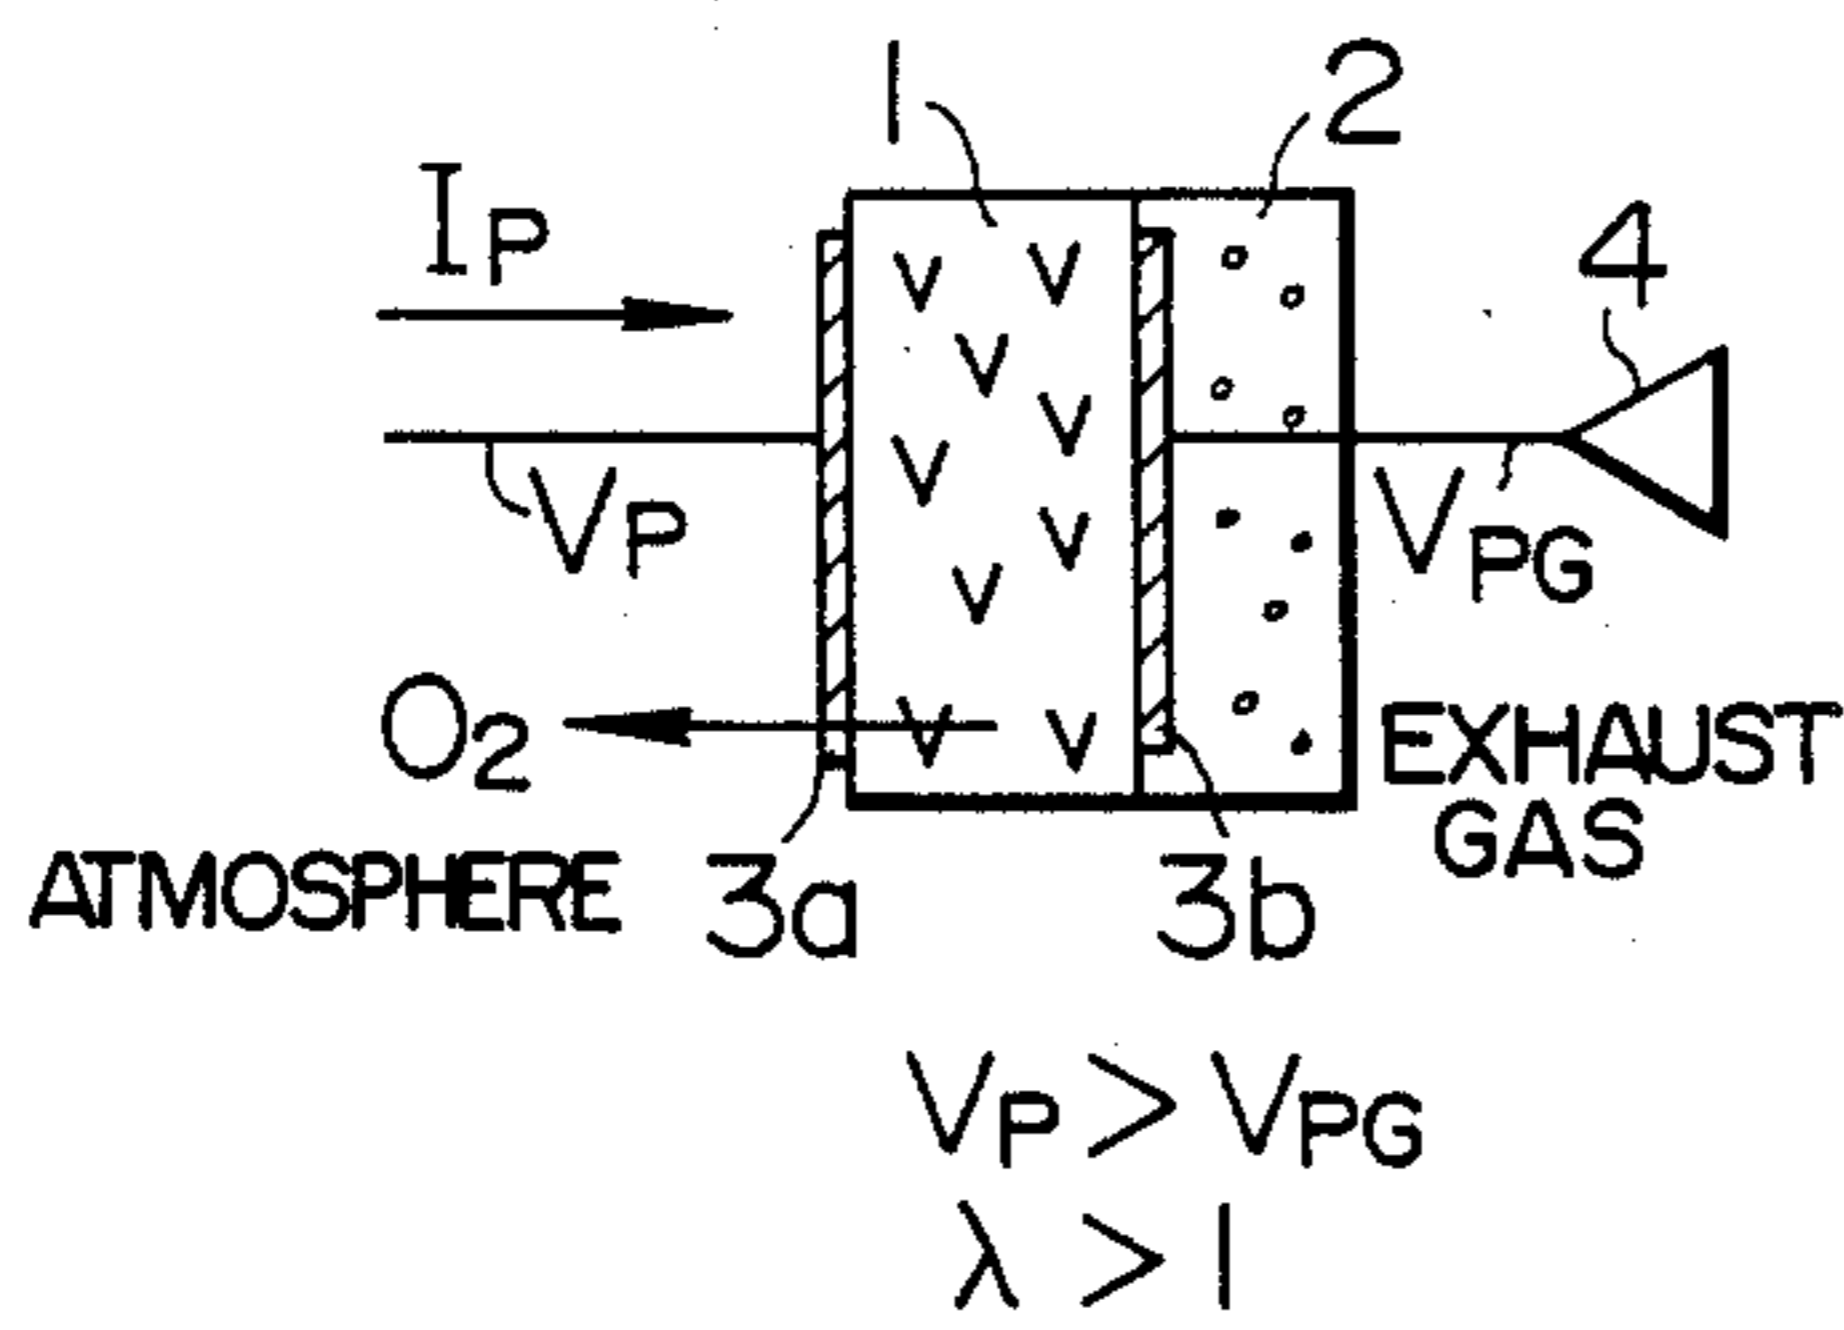 1
2
IP
4
VP
VPG
O2
EXHAUST
GAS
ATMOSPHERE
3a
3b
VP > VPG
λ > 1